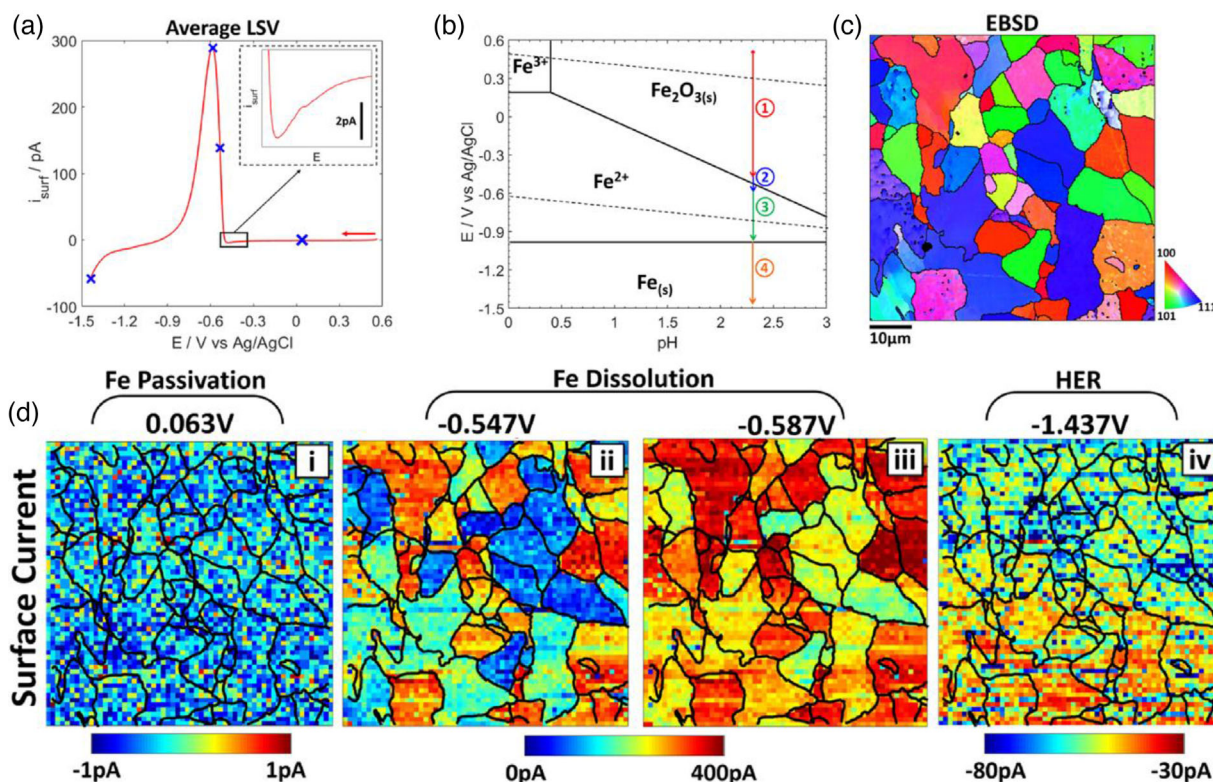 (a)
Average LSV
i_surf / pA
300
200
100
0
-100
-1.5 -1.2 -0.9 -0.6 -0.3 0 0.3 0.6
E / V vs Ag/AgCl
i_surf
2pA
E
(b)
E / V vs Ag/AgCl
0.6
0.3
0
-0.3
-0.6
-0.9
-1.2
-1.5
0 0.5 1 1.5 2 2.5 3
pH
Fe³⁺
Fe₂O₃(s)
Fe²⁺
Fe(s)
①
②
③
④
(c)
EBSD
100
101 111
10µm
(d)
Fe Passivation
Fe Dissolution
HER
0.063V
-0.547V
-0.587V
-1.437V
i
ii
iii
iv
Surface Current
-1pA 1pA
0pA 400pA
-80pA -30pA